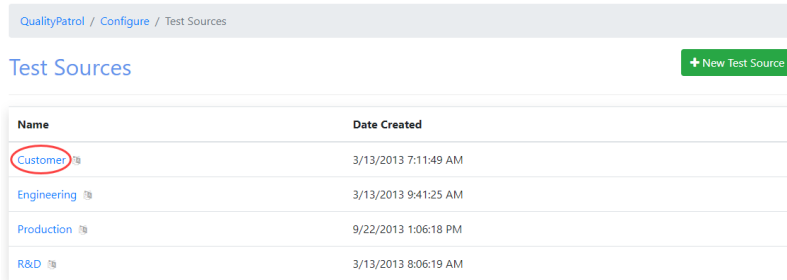 QualityPatrol / Configure / Test Sources
Test Sources
+ New Test Source
Name Date Created
Customer 3/13/2013 7:11:49 AM
Engineering 3/13/2013 9:41:25 AM
Production 9/22/2013 1:06:18 PM
R&D 3/13/2013 8:06:19 AM